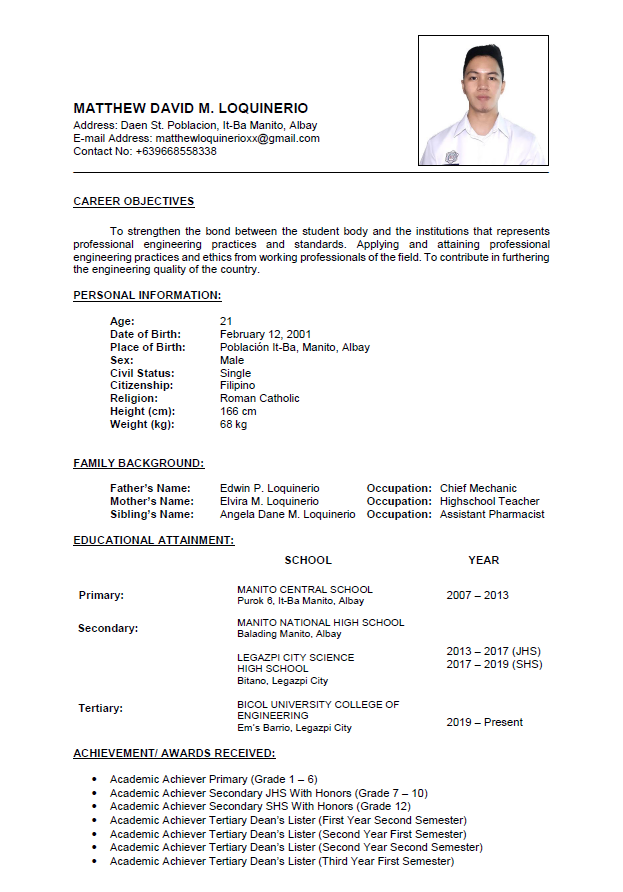 MATTHEW DAVID M. LOQUINERIO
Address: Daen St. Poblacion, It-Ba Manito, Albay
E-mail Address: matthewloquinerioxx@gmail.com
Contact No: +639668558338
CAREER OBJECTIVES
To strengthen the bond between the student body and the institutions that represents
professional engineering practices and standards. Applying and attaining professional
engineering practices and ethics from working professionals of the field. To contribute in furthering
the engineering quality of the country.
PERSONAL INFORMATION:
Age: 21
Date of Birth: February 12, 2001
Place of Birth: Población It-Ba, Manito, Albay
Sex: Male
Civil Status: Single
Citizenship: Filipino
Religion: Roman Catholic
Height (cm): 166 cm
Weight (kg): 68 kg
FAMILY BACKGROUND:
Father's Name: Edwin P. Loquinerio Occupation: Chief Mechanic
Mother's Name: Elvira M. Loquinerio Occupation: Highschool Teacher
Sibling's Name: Angela Dane M. Loquinerio Occupation: Assistant Pharmacist
EDUCATIONAL ATTAINMENT:
SCHOOL YEAR
Primary: MANITO CENTRAL SCHOOL 2007 – 2013
Purok 6, It-Ba Manito, Albay
Secondary: MANITO NATIONAL HIGH SCHOOL
Balading Manito, Albay
2013 – 2017 (JHS)
LEGAZPI CITY SCIENCE 2017 – 2019 (SHS)
HIGH SCHOOL
Bitano, Legazpi City
Tertiary: BICOL UNIVERSITY COLLEGE OF
ENGINEERING
Em's Barrio, Legazpi City 2019 – Present
ACHIEVEMENT/ AWARDS RECEIVED:
• Academic Achiever Primary (Grade 1 – 6)
• Academic Achiever Secondary JHS With Honors (Grade 7 – 10)
• Academic Achiever Secondary SHS With Honors (Grade 12)
• Academic Achiever Tertiary Dean's Lister (First Year Second Semester)
• Academic Achiever Tertiary Dean's Lister (Second Year First Semester)
• Academic Achiever Tertiary Dean's Lister (Second Year Second Semester)
• Academic Achiever Tertiary Dean's Lister (Third Year First Semester)